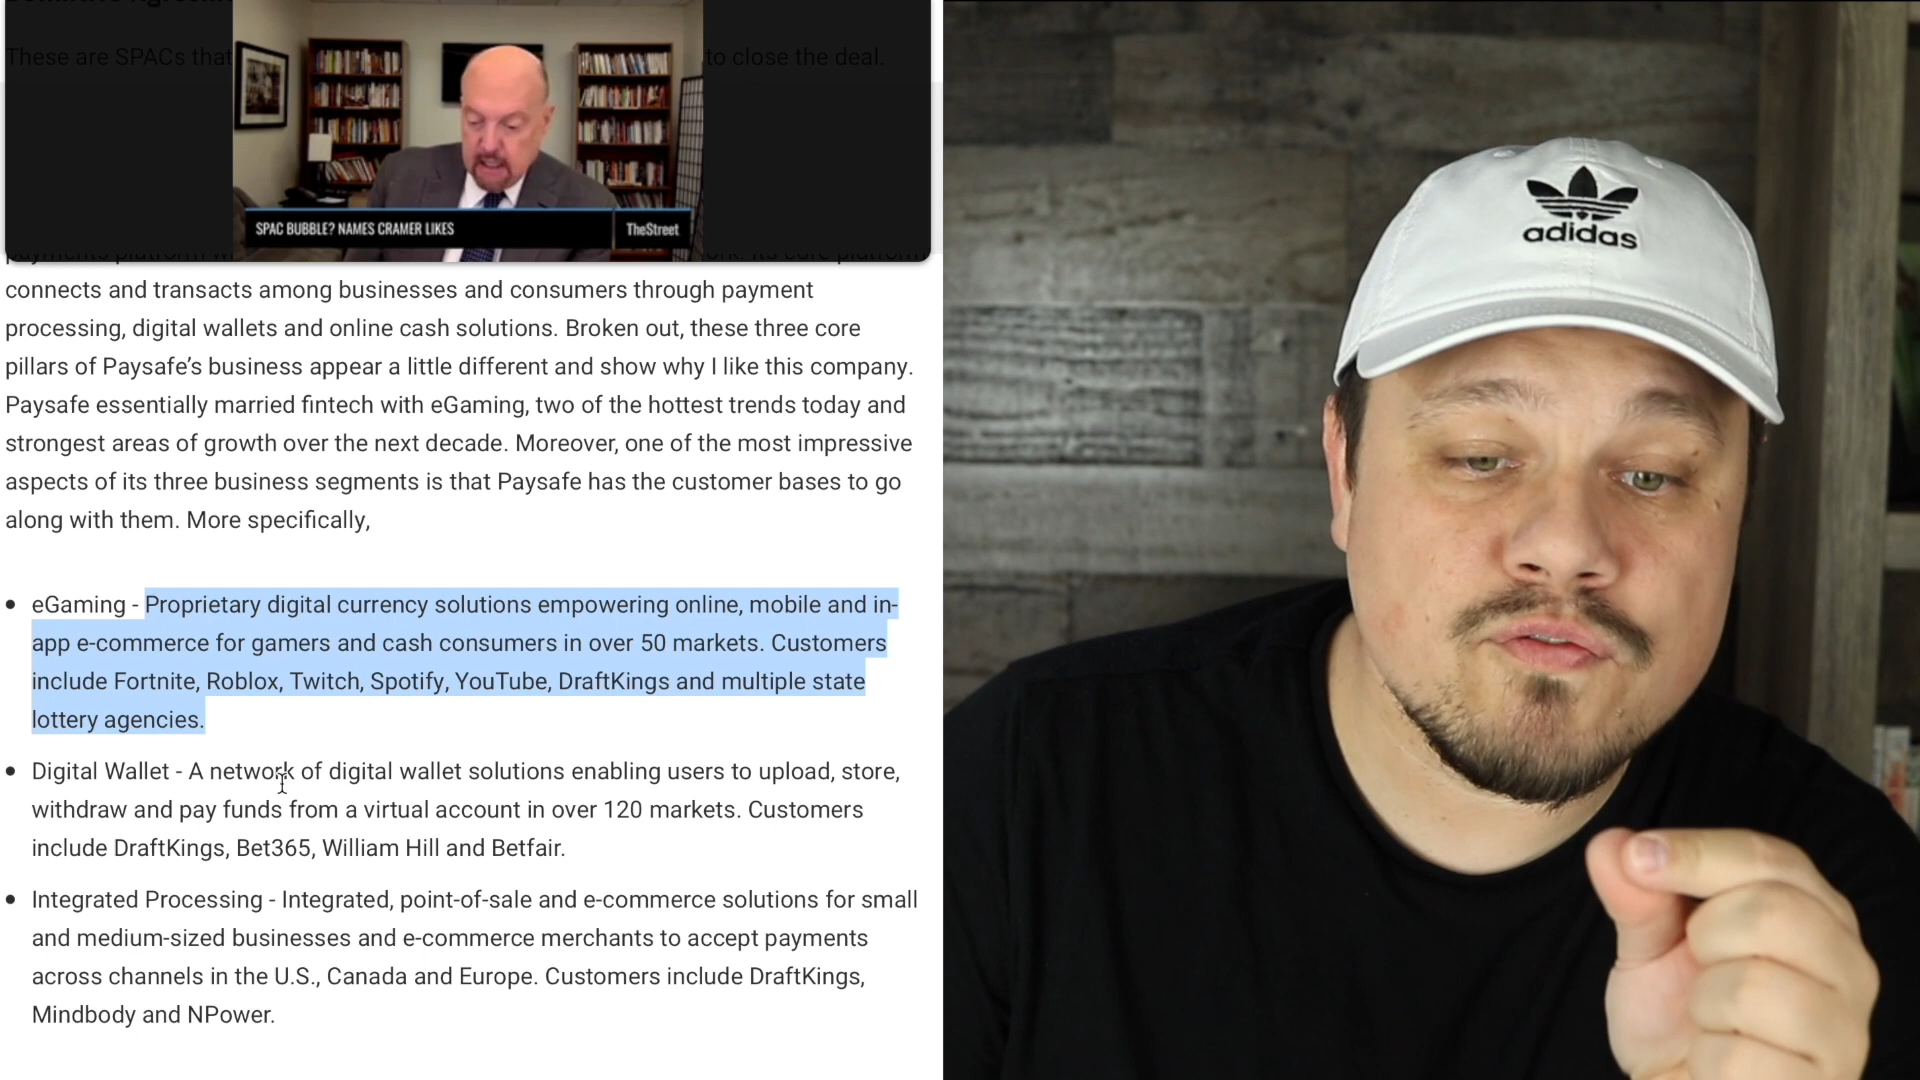 These are SPACs that
to close the deal.
SPAC BUBBLE? NAMES CRAMER LIKES
TheStreet
connects and transacts among businesses and consumers through payment
processing, digital wallets and online cash solutions. Broken out, these three core
pillars of Paysafe’s business appear a little different and show why I like this company.
Paysafe essentially married fintech with eGaming, two of the hottest trends today and
strongest areas of growth over the next decade. Moreover, one of the most impressive
aspects of its three business segments is that Paysafe has the customer bases to go
along with them. More specifically,
• eGaming - Proprietary digital currency solutions empowering online, mobile and in-
app e-commerce for gamers and cash consumers in over 50 markets. Customers
include Fortnite, Roblox, Twitch, Spotify, YouTube, DraftKings and multiple state
lottery agencies.
• Digital Wallet - A network of digital wallet solutions enabling users to upload, store,
withdraw and pay funds from a virtual account in over 120 markets. Customers
include DraftKings, Bet365, William Hill and Betfair.
• Integrated Processing - Integrated, point-of-sale and e-commerce solutions for small
and medium-sized businesses and e-commerce merchants to accept payments
across channels in the U.S., Canada and Europe. Customers include DraftKings,
Mindbody and NPower.
adidas